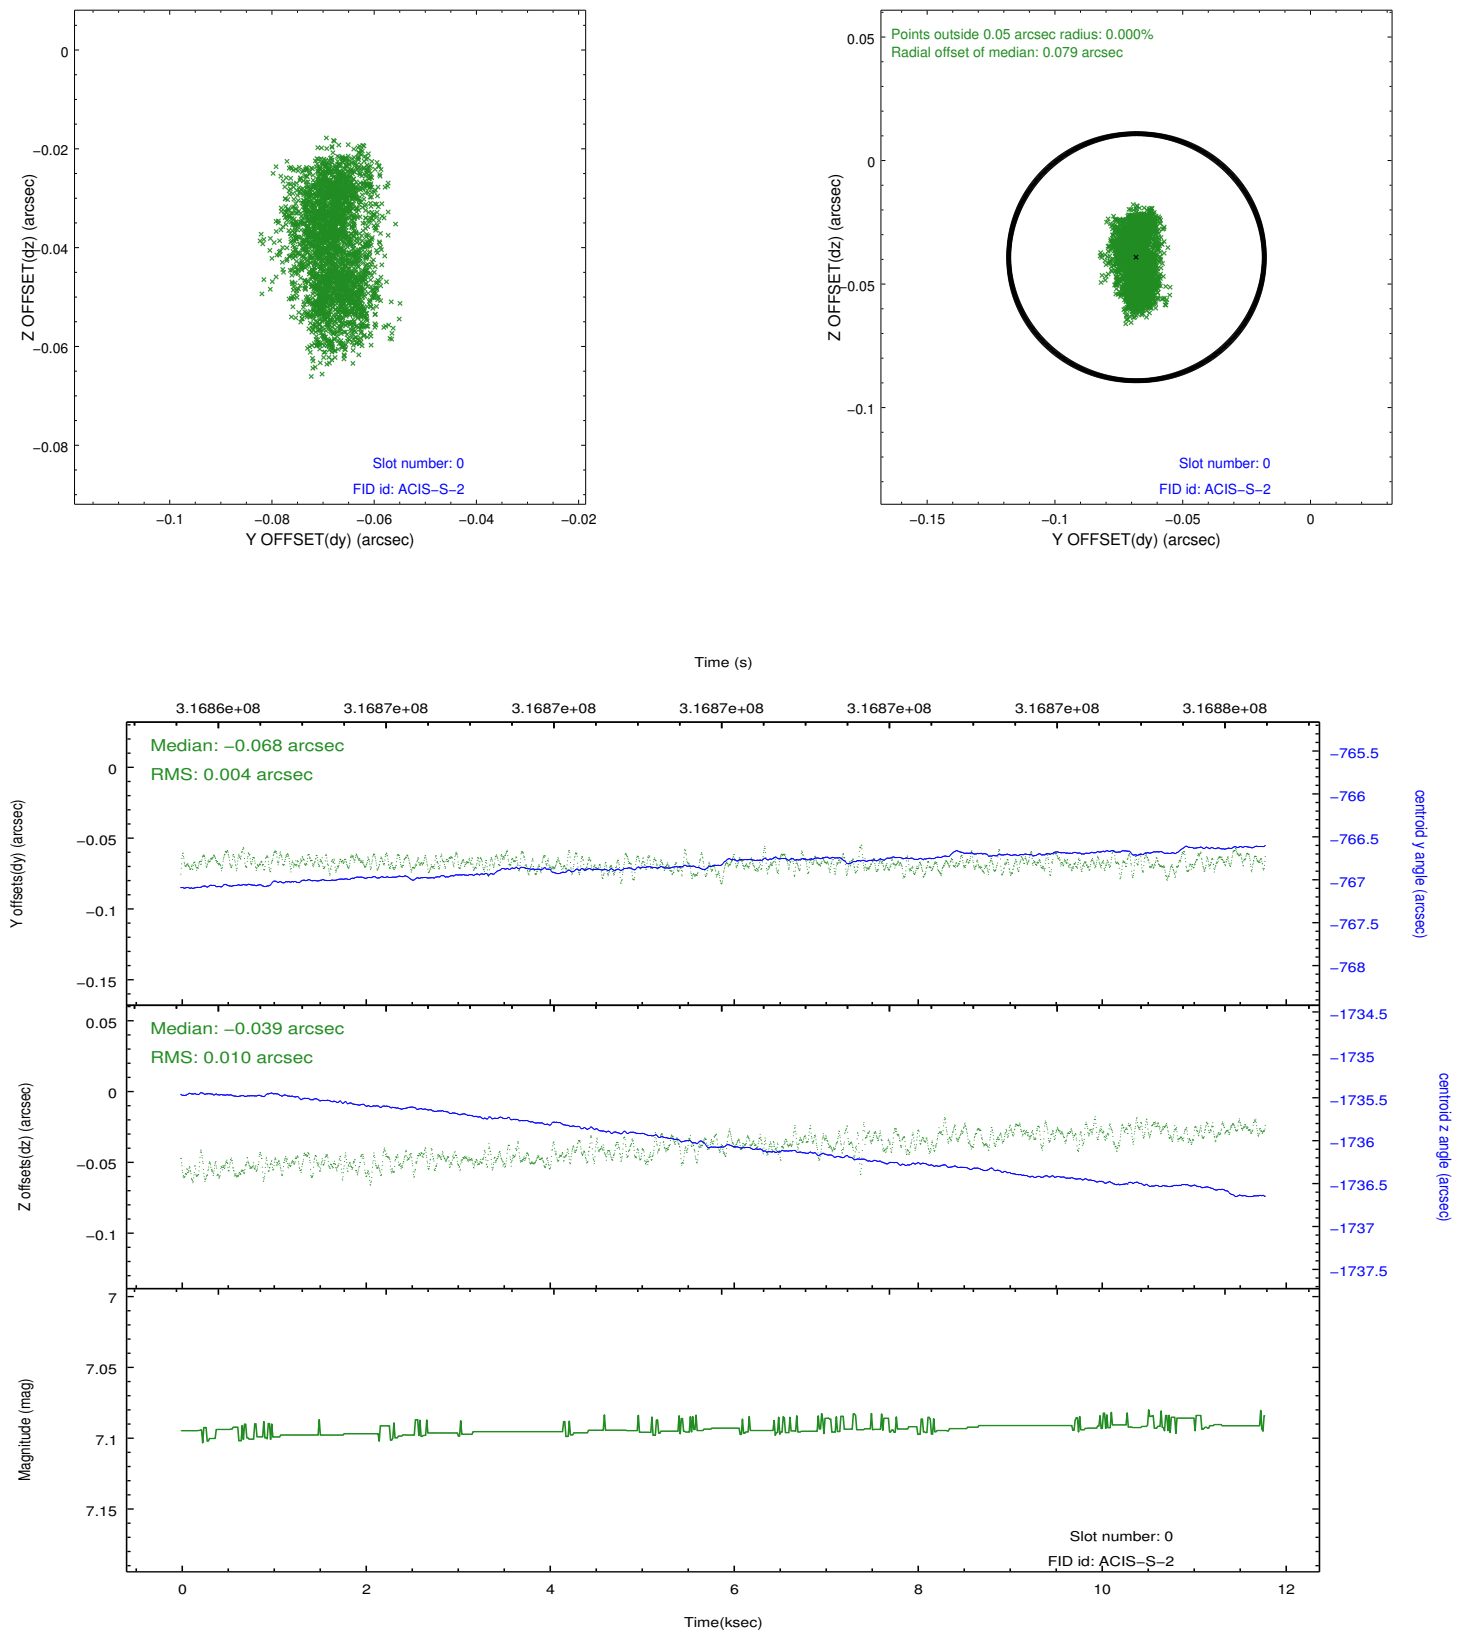 0
−0.02
−0.04
−0.06
−0.08
Z OFFSET(dz) (arcsec)
Slot number: 0
FID id: ACIS−S−2
−0.1
−0.08
−0.06
−0.04
−0.02
Y OFFSET(dy) (arcsec)
Points outside 0.05 arcsec radius: 0.000%
Radial offset of median: 0.079 arcsec
0.05
0
−0.05
−0.1
Z OFFSET(dz) (arcsec)
Slot number: 0
FID id: ACIS−S−2
−0.15
−0.1
−0.05
0
Y OFFSET(dy) (arcsec)
Time (s)
3.1686e+08
3.1687e+08
3.1687e+08
3.1687e+08
3.1687e+08
3.1687e+08
3.1688e+08
Median: −0.068 arcsec
RMS: 0.004 arcsec
0
−0.05
−0.1
−0.15
Y offsets(dy) (arcsec)
−765.5
−766
−766.5
−767
−767.5
−768
centroid y angle (arcsec)
Median: −0.039 arcsec
RMS: 0.010 arcsec
0.05
0
−0.05
−0.1
Z offsets(dz) (arcsec)
−1734.5
−1735
−1735.5
−1736
−1736.5
−1737
−1737.5
centroid z angle (arcsec)
7
7.05
7.1
7.15
Magnitude (mag)
Slot number: 0
FID id: ACIS−S−2
0
2
4
6
8
10
12
Time(ksec)